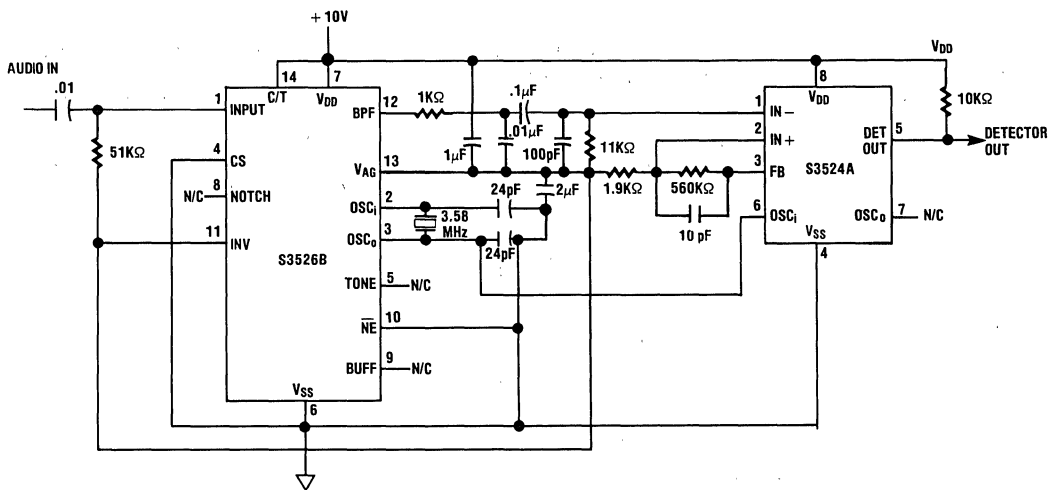 + 10V
AUDIO IN
.01
14
C/T
7
VDD
1
INPUT
51KΩ
4
CS
N/C
8
NOTCH
11
INV
S3526B
BPF
12
1KΩ
.1µF
.01µF
1µF
100pF
11KΩ
VAG
13
2µF
OSCi
2
24pF
3.58
MHz
OSCo
3
24pF
TONE
5
N/C
NE
10
BUFF
9
N/C
VSS
6
1.9KΩ
560KΩ
10 pF
VDD
8
VDD
1
IN −
2
IN+
3
FB
6
OSCi
S3524A
DET
OUT
5
10KΩ
DETECTOR
OUT
OSCo
7
N/C
VSS
4